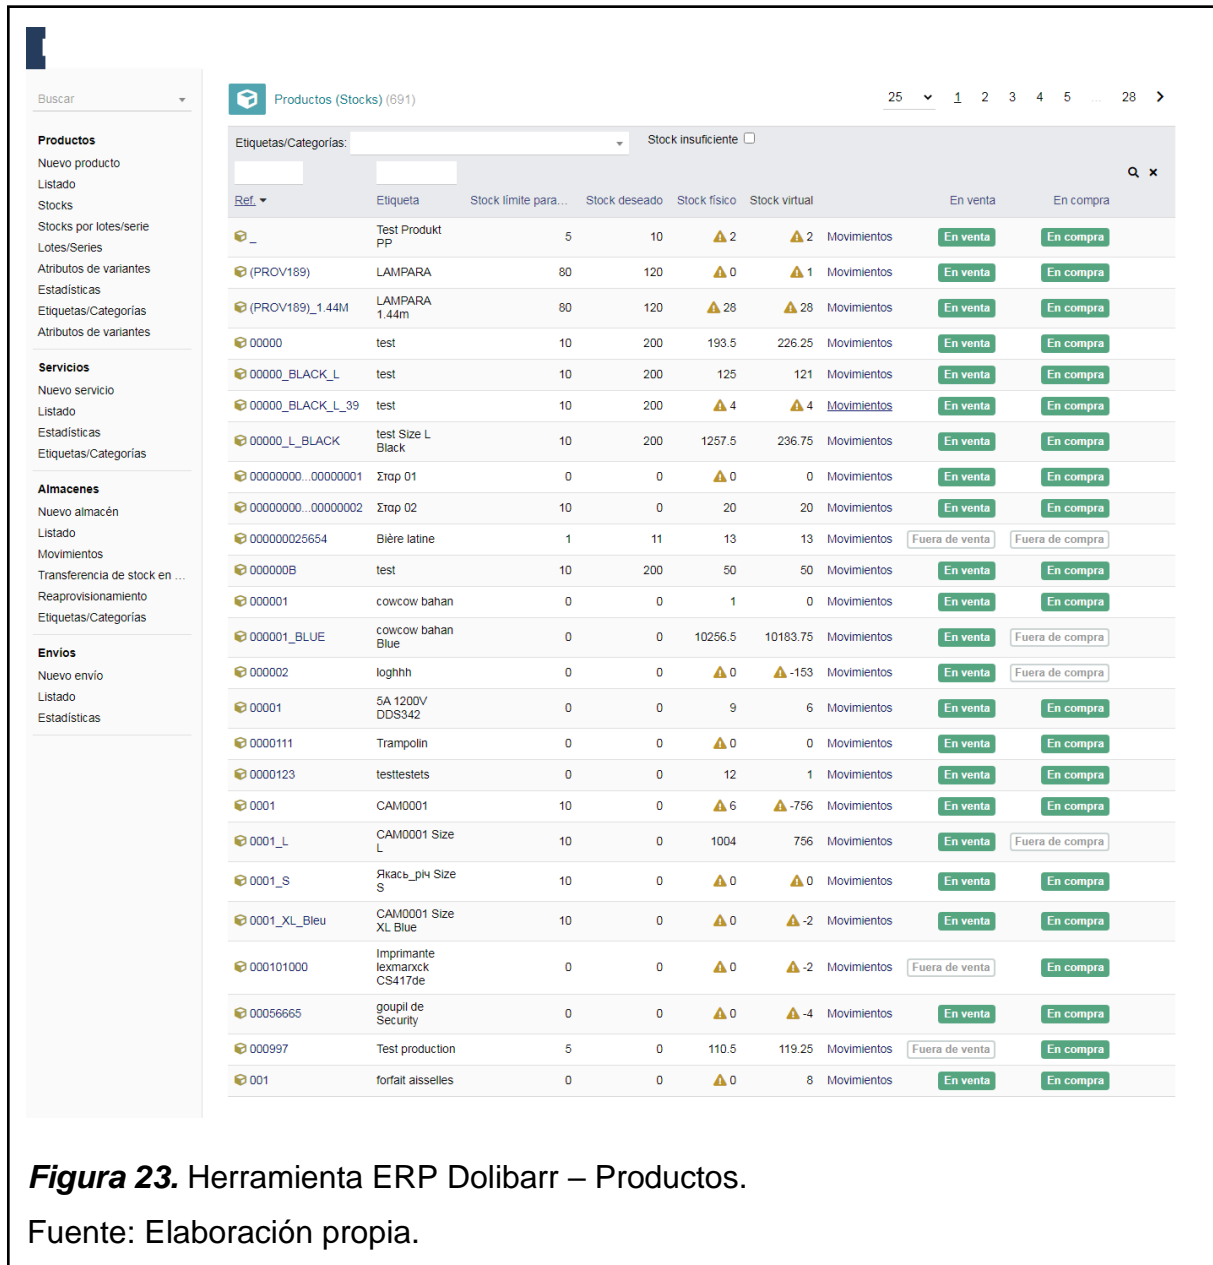 Buscar
Productos
Nuevo producto
Listado
Stocks
Stocks por lotes/serie
Lotes/Series
Atributos de variantes
Estadísticas
Etiquetas/Categorías
Atributos de variantes
Servicios
Nuevo servicio
Listado
Estadísticas
Etiquetas/Categorías
Almacenes
Nuevo almacén
Listado
Movimientos
Transferencia de stock en ...
Reaprovisionamiento
Etiquetas/Categorías
Envíos
Nuevo envío
Listado
Estadísticas
Productos (Stocks) (691) 25 1 2 3 4 5 ... 28
Etiquetas/Categorías: Stock insuficiente
Ref. Etiqueta Stock límite para... Stock deseado Stock físico Stock virtual En venta En compra
_ Test Produkt PP 5 10 2 2 Movimientos En venta En compra
(PROV189) LAMPARA 80 120 0 1 Movimientos En venta En compra
(PROV189)_1.44M LAMPARA 1.44m 80 120 28 28 Movimientos En venta En compra
00000 test 10 200 193.5 226.25 Movimientos En venta En compra
00000_BLACK_L test 10 200 125 121 Movimientos En venta En compra
00000_BLACK_L_39 test 10 200 4 4 Movimientos En venta En compra
00000_L_BLACK test Size L Black 10 200 1257.5 236.75 Movimientos En venta En compra
00000000...00000001 Σταρ 01 0 0 0 0 Movimientos En venta En compra
00000000...00000002 Σταρ 02 10 0 20 20 Movimientos En venta En compra
000000025654 Bière latine 1 11 13 13 Movimientos Fuera de venta Fuera de compra
000000B test 10 200 50 50 Movimientos En venta En compra
000001 cowcow bahan 0 0 1 0 Movimientos En venta En compra
000001_BLUE cowcow bahan Blue 0 0 10256.5 10183.75 Movimientos En venta Fuera de compra
000002 loghhh 0 0 0 -153 Movimientos En venta Fuera de compra
00001 5A 1200V DDS342 0 0 9 6 Movimientos En venta En compra
0000111 Trampolin 0 0 0 0 Movimientos En venta En compra
0000123 testtestets 0 0 12 1 Movimientos En venta En compra
0001 CAM0001 10 0 6 -756 Movimientos En venta En compra
0001_L CAM0001 Size L 10 0 1004 756 Movimientos En venta Fuera de compra
0001_S Якась_річ Size S 10 0 0 0 Movimientos En venta En compra
0001_XL_Bleu CAM0001 Size XL Blue 10 0 0 -2 Movimientos En venta En compra
000101000 Imprimante lexmarxck CS417de 0 0 0 -2 Movimientos Fuera de venta En compra
00056665 goupil de Security 0 0 0 -4 Movimientos En venta En compra
000997 Test production 5 0 110.5 119.25 Movimientos Fuera de venta En compra
001 forfait aisselles 0 0 0 8 Movimientos En venta En compra
Figura 23. Herramienta ERP Dolibarr – Productos.
Fuente: Elaboración propia.